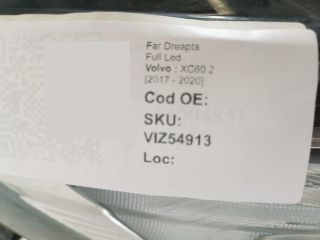 Far Dreapta
Full Led
Volvo : XC60 2
[2017 - 2020]
Cod OE:
SKU:
VIZ54913
Loc: